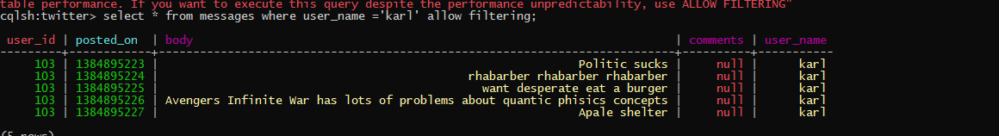 table performance. If you want to execute this query despite the performance unpredictability, use ALLOW FILTERING"
cqlsh:twitter> select * from messages where user_name ='karl' allow filtering;
user_id | posted_on | body | comments | user_name
---------+------------+---------------------------------------------------------------------------+----------+-----------
103 | 1384895223 | Politic sucks | null | karl
103 | 1384895224 | rhabarber rhabarber rhabarber | null | karl
103 | 1384895225 | want desperate eat a burger | null | karl
103 | 1384895226 | Avengers Infinite War has lots of problems about quantic phisics concepts | null | karl
103 | 1384895227 | Apale shelter | null | karl
(5 rows)